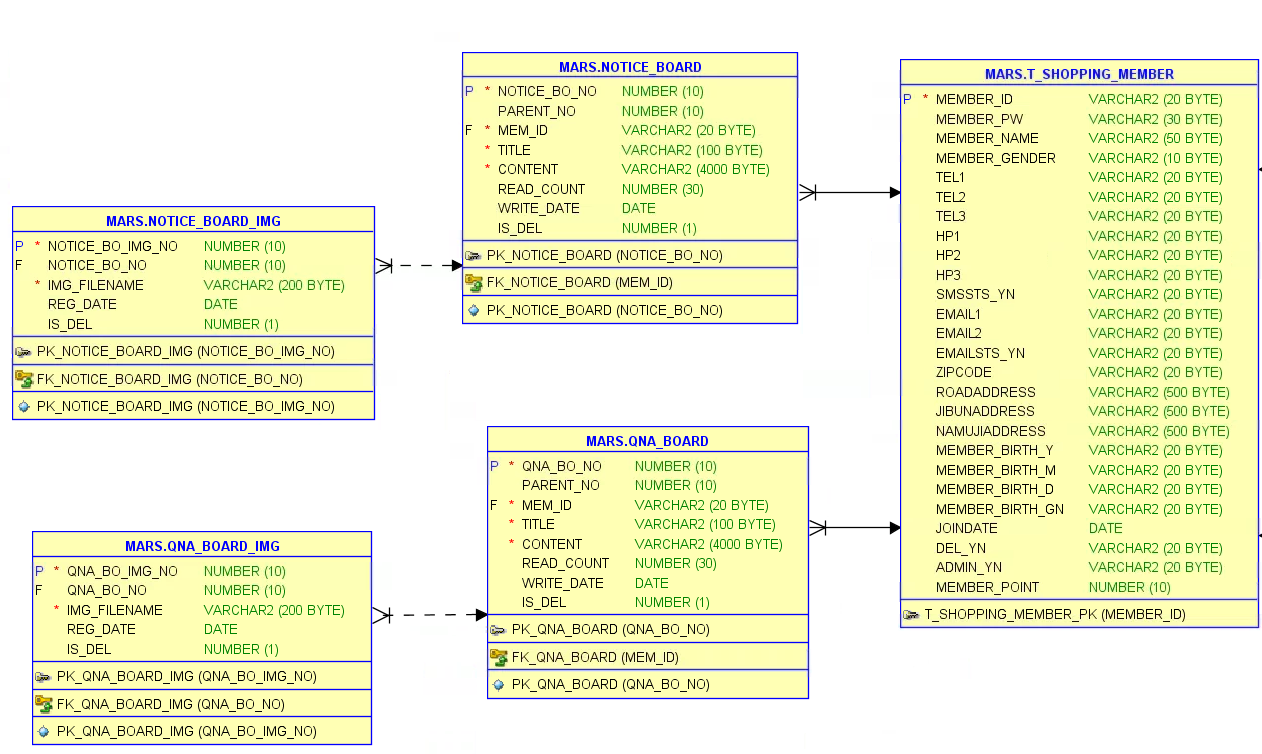 MARS.NOTICE_BOARD_IMG
P * NOTICE_BO_IMG_NO NUMBER (10)
F NOTICE_BO_NO NUMBER (10)
* IMG_FILENAME VARCHAR2 (200 BYTE)
REG_DATE DATE
IS_DEL NUMBER (1)
PK_NOTICE_BOARD_IMG (NOTICE_BO_IMG_NO)
FK_NOTICE_BOARD_IMG (NOTICE_BO_NO)
PK_NOTICE_BOARD_IMG (NOTICE_BO_IMG_NO)
MARS.NOTICE_BOARD
P * NOTICE_BO_NO NUMBER (10)
PARENT_NO NUMBER (10)
F * MEM_ID VARCHAR2 (20 BYTE)
* TITLE VARCHAR2 (100 BYTE)
* CONTENT VARCHAR2 (4000 BYTE)
READ_COUNT NUMBER (30)
WRITE_DATE DATE
IS_DEL NUMBER (1)
PK_NOTICE_BOARD (NOTICE_BO_NO)
FK_NOTICE_BOARD (MEM_ID)
PK_NOTICE_BOARD (NOTICE_BO_NO)
MARS.T_SHOPPING_MEMBER
P * MEMBER_ID VARCHAR2 (20 BYTE)
MEMBER_PW VARCHAR2 (30 BYTE)
MEMBER_NAME VARCHAR2 (50 BYTE)
MEMBER_GENDER VARCHAR2 (10 BYTE)
TEL1 VARCHAR2 (20 BYTE)
TEL2 VARCHAR2 (20 BYTE)
TEL3 VARCHAR2 (20 BYTE)
HP1 VARCHAR2 (20 BYTE)
HP2 VARCHAR2 (20 BYTE)
HP3 VARCHAR2 (20 BYTE)
SMSSTS_YN VARCHAR2 (20 BYTE)
EMAIL1 VARCHAR2 (20 BYTE)
EMAIL2 VARCHAR2 (20 BYTE)
EMAILSTS_YN VARCHAR2 (20 BYTE)
ZIPCODE VARCHAR2 (20 BYTE)
ROADADDRESS VARCHAR2 (500 BYTE)
JIBUNADDRESS VARCHAR2 (500 BYTE)
NAMUJIADDRESS VARCHAR2 (500 BYTE)
MEMBER_BIRTH_Y VARCHAR2 (20 BYTE)
MEMBER_BIRTH_M VARCHAR2 (20 BYTE)
MEMBER_BIRTH_D VARCHAR2 (20 BYTE)
MEMBER_BIRTH_GN VARCHAR2 (20 BYTE)
JOINDATE DATE
DEL_YN VARCHAR2 (20 BYTE)
ADMIN_YN VARCHAR2 (20 BYTE)
MEMBER_POINT NUMBER (10)
T_SHOPPING_MEMBER_PK (MEMBER_ID)
MARS.QNA_BOARD_IMG
P * QNA_BO_IMG_NO NUMBER (10)
F QNA_BO_NO NUMBER (10)
* IMG_FILENAME VARCHAR2 (200 BYTE)
REG_DATE DATE
IS_DEL NUMBER (1)
PK_QNA_BOARD_IMG (QNA_BO_IMG_NO)
FK_QNA_BOARD_IMG (QNA_BO_NO)
PK_QNA_BOARD_IMG (QNA_BO_IMG_NO)
MARS.QNA_BOARD
P * QNA_BO_NO NUMBER (10)
PARENT_NO NUMBER (10)
F * MEM_ID VARCHAR2 (20 BYTE)
* TITLE VARCHAR2 (100 BYTE)
* CONTENT VARCHAR2 (4000 BYTE)
READ_COUNT NUMBER (30)
WRITE_DATE DATE
IS_DEL NUMBER (1)
PK_QNA_BOARD (QNA_BO_NO)
FK_QNA_BOARD (MEM_ID)
PK_QNA_BOARD (QNA_BO_NO)